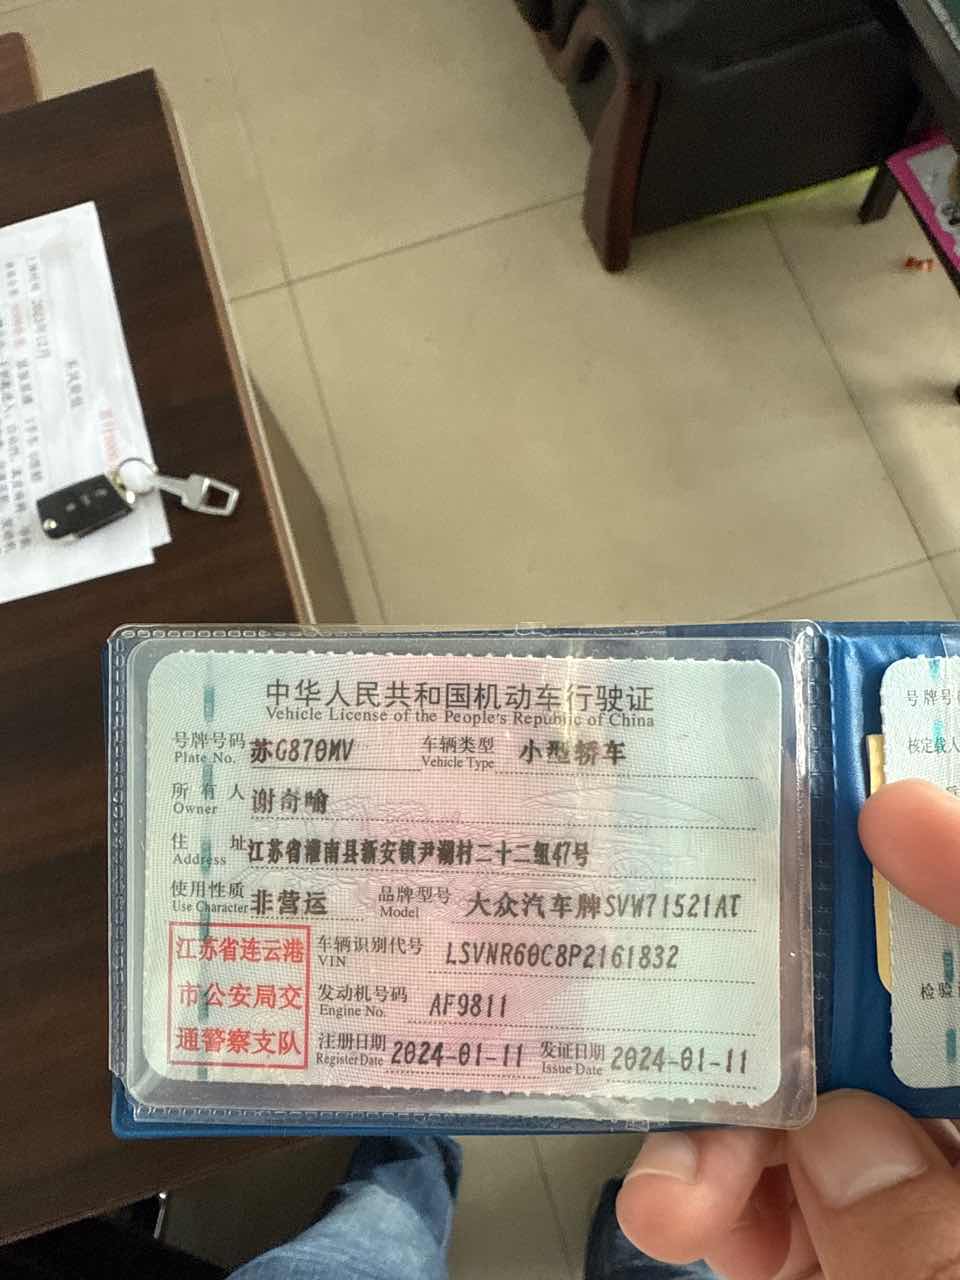 2023年12月
中华人民共和国机动车行驶证
Vehicle License of the People's Republic of China
号牌号码 苏G870MV 车辆类型 小型轿车
Plate No. Vehicle Type
所有人 谢奇喻
Owner
住址 江苏省灌南县新安镇尹湖村二十二组47号
Address
使用性质 非营运 品牌型号 大众汽车牌SVW71521AT
Use Character Model
江苏省连云港
市公安局交
通警察支队
车辆识别代号 LSVNR60C8P2161832
VIN
发动机号码 AF9811
Engine No.
注册日期 2024-01-11 发证日期 2024-01-11
Register Date Issue Date
号牌号
核定载人
检验